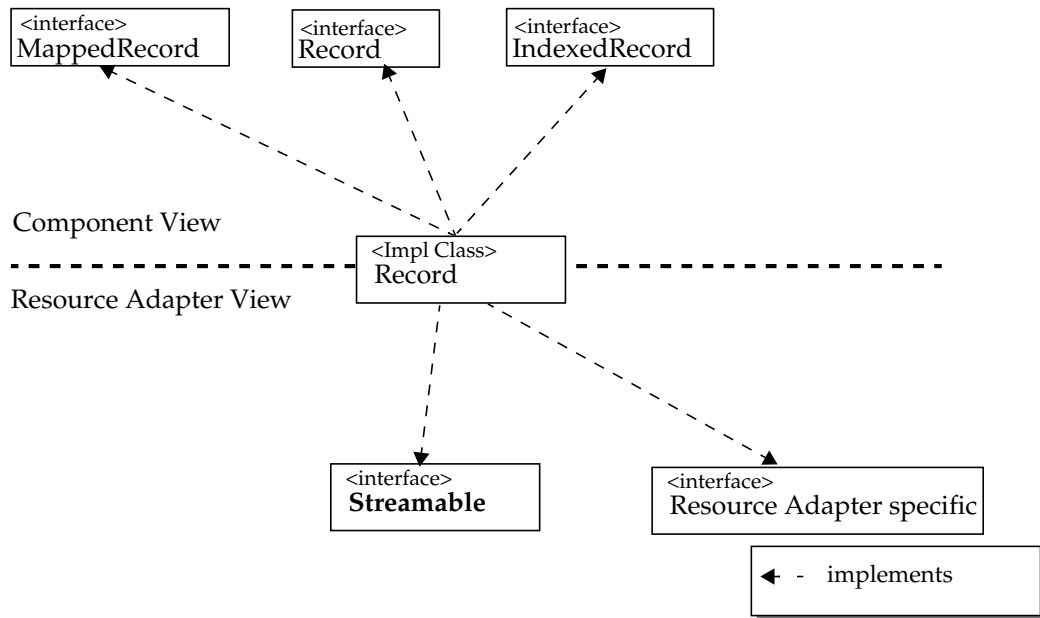 <interface>
MappedRecord
<interface>
Record
<interface>
IndexedRecord
Component View
<Impl Class>
Record
Resource Adapter View
<interface>
Streamable
<interface>
Resource Adapter specific
implements